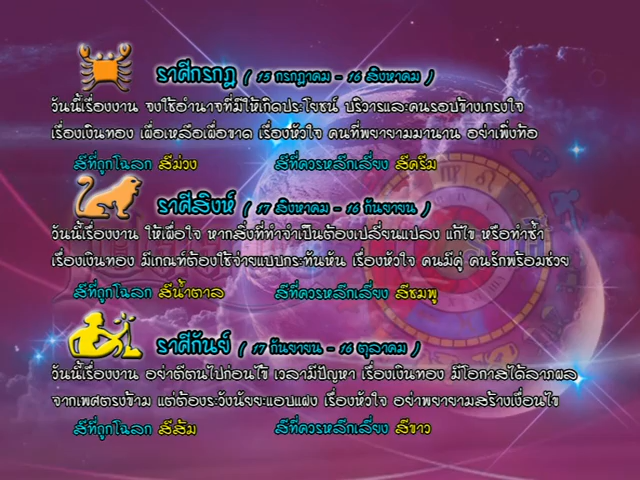 ราศีกรกฎ ( 15 กรกฎาคม - 16 สิงหาคม )
วันนี้เรื่องงาน จงใช้อำนาจที่มีให้เกิดประโยชน์ บริวารและคนรอบข้างเกรงใจ
เรื่องเงินทอง เผื่อเหลือเผื่อขาด เรื่องหัวใจ คนที่พยายามมานาน อย่าเพิ่งท้อ
สีที่ถูกโฉลก สีม่วง สีที่ควรหลีกเลี่ยง สีครีม
ราศีสิงห์ ( 17 สิงหาคม - 16 กันยายน )
วันนี้เรื่องงาน ให้เผื่อใจ หากสิ่งที่ทำจำเป็นต้องเปลี่ยนแปลง แก้ไข หรือทำซ้ำ
เรื่องเงินทอง มีเกณท์ต้องใช้จ่ายแบบกระทันหัน เรื่องหัวใจ คนมีคู่ คนรักพร้อมช่วย
สีที่ถูกโฉลก สีน้ำตาล สีที่ควรหลีกเลี่ยง สีชมพู
ราศีกันย์ ( 17 กันยายน - 16 ตุลาคม )
วันนี้เรื่องงาน อย่าตีตนไปก่อนไข้ เวลามีปัญหา เรื่องเงินทอง มีโอกาสได้ลาภผล
จากเพศตรงข้าม แต่ต้องระวังนัยยะแอบแฝง เรื่องหัวใจ อย่าพยายามสร้างเงื่อนไข
สีที่ถูกโฉลก สีส้ม สีที่ควรหลีกเลี่ยง สีขาว